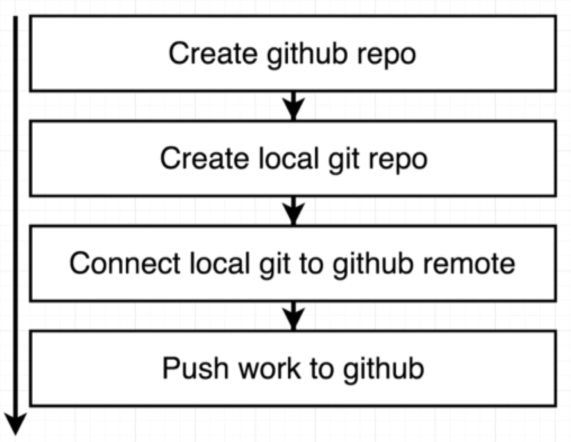 Create github repo
Create local git repo
Connect local git to github remote
Push work to github